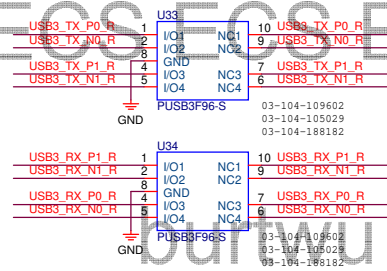 ECS ECS E
U33
USB3_TX_P0_R 1 I/O1 NC1 10 USB3_TX_P0_R
USB3_TX_N0_R 2 I/O2 NC2 9 USB3_TX_N0_R
8 GND
USB3_TX_P1_R 4 I/O3 NC3 7 USB3_TX_P1_R
USB3_TX_N1_R 5 I/O4 NC4 6 USB3_TX_N1_R
PUSB3F96-S
GND
03-104-109602
03-104-105029
03-104-188182
U34
USB3_RX_P1_R 1 I/O1 NC1 10 USB3_RX_P1_R
USB3_RX_N1_R 2 I/O2 NC2 9 USB3_RX_N1_R
8 GND
USB3_RX_P0_R 4 I/O3 NC3 7 USB3_RX_P0_R
USB3_RX_N0_R 5 I/O4 NC4 6 USB3_RX_N0_R
PUSB3F96-S
GND
03-104-109602
03-104-105029
03-104-188182
burtwu